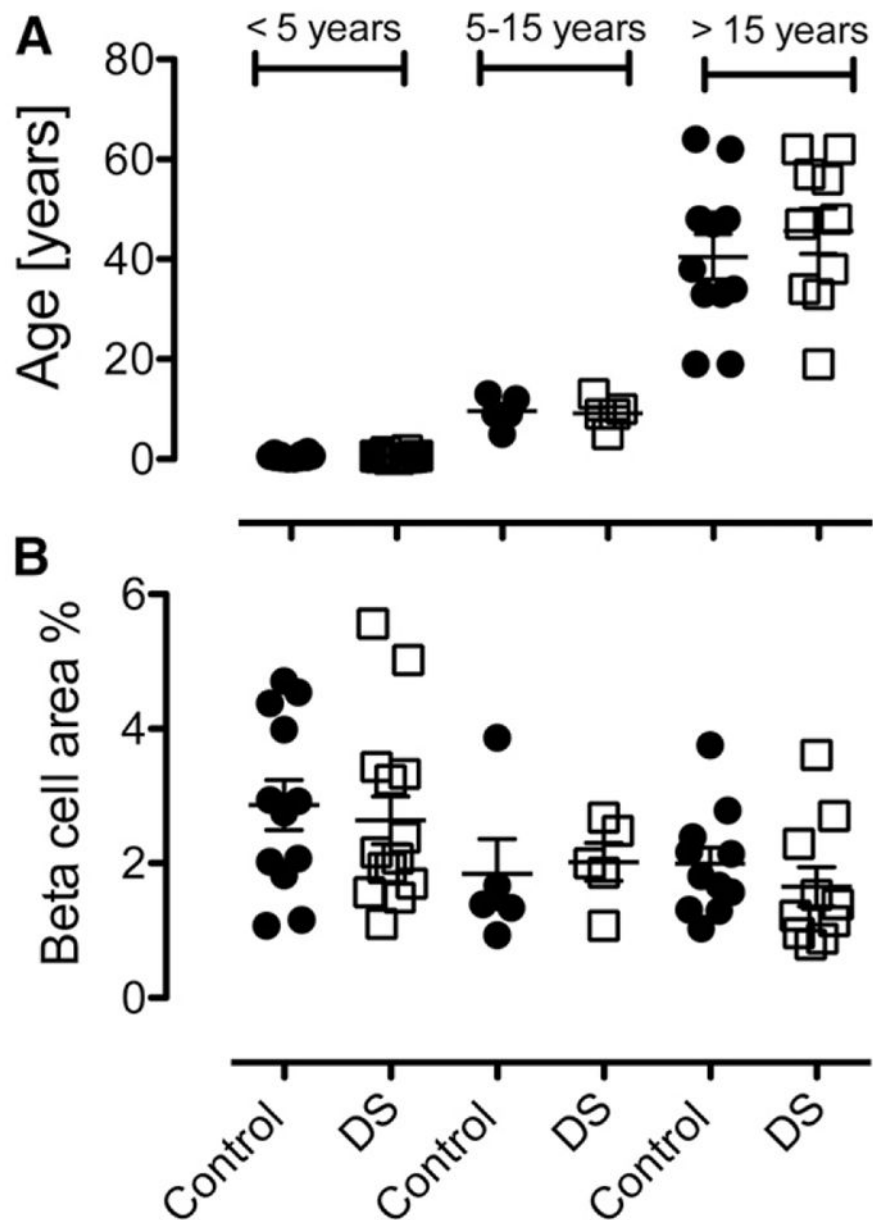 A
< 5 years
5-15 years
> 15 years
Age [years]
80
60
40
20
0
B
Beta cell area %
6
4
2
0
Control
DS
Control
DS
Control
DS